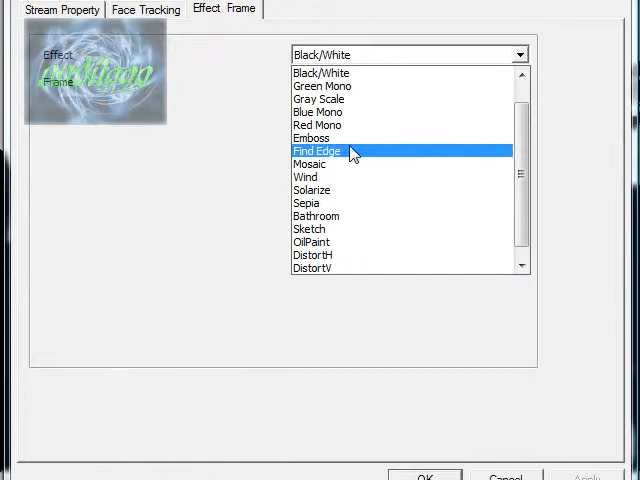 Stream Property Face Tracking Effect Frame
Effect
Black/White
Frame
Black/White
Green Mono
Gray Scale
Blue Mono
Red Mono
Emboss
Find Edge
Mosaic
Wind
Solarize
Sepia
Bathroom
Sketch
OilPaint
DistortH
DistortV
OK Cancel Apply